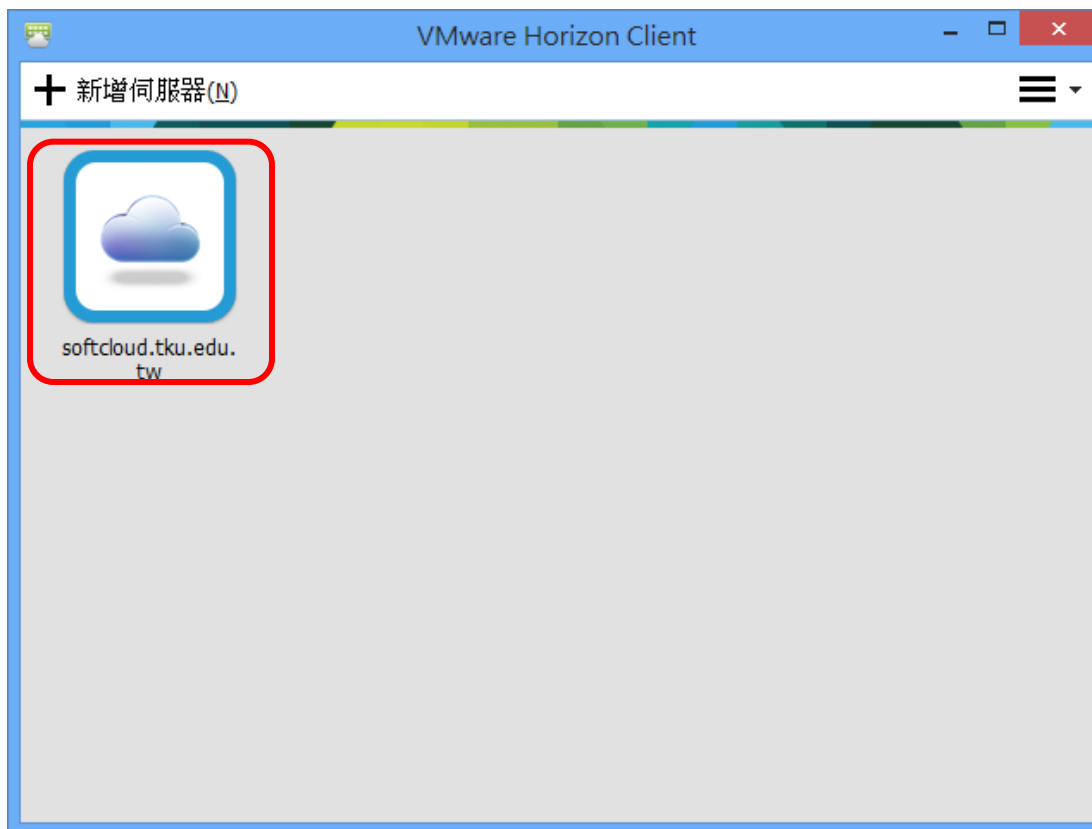 VMware Horizon Client
新增伺服器(N)
softcloud.tku.edu.
tw